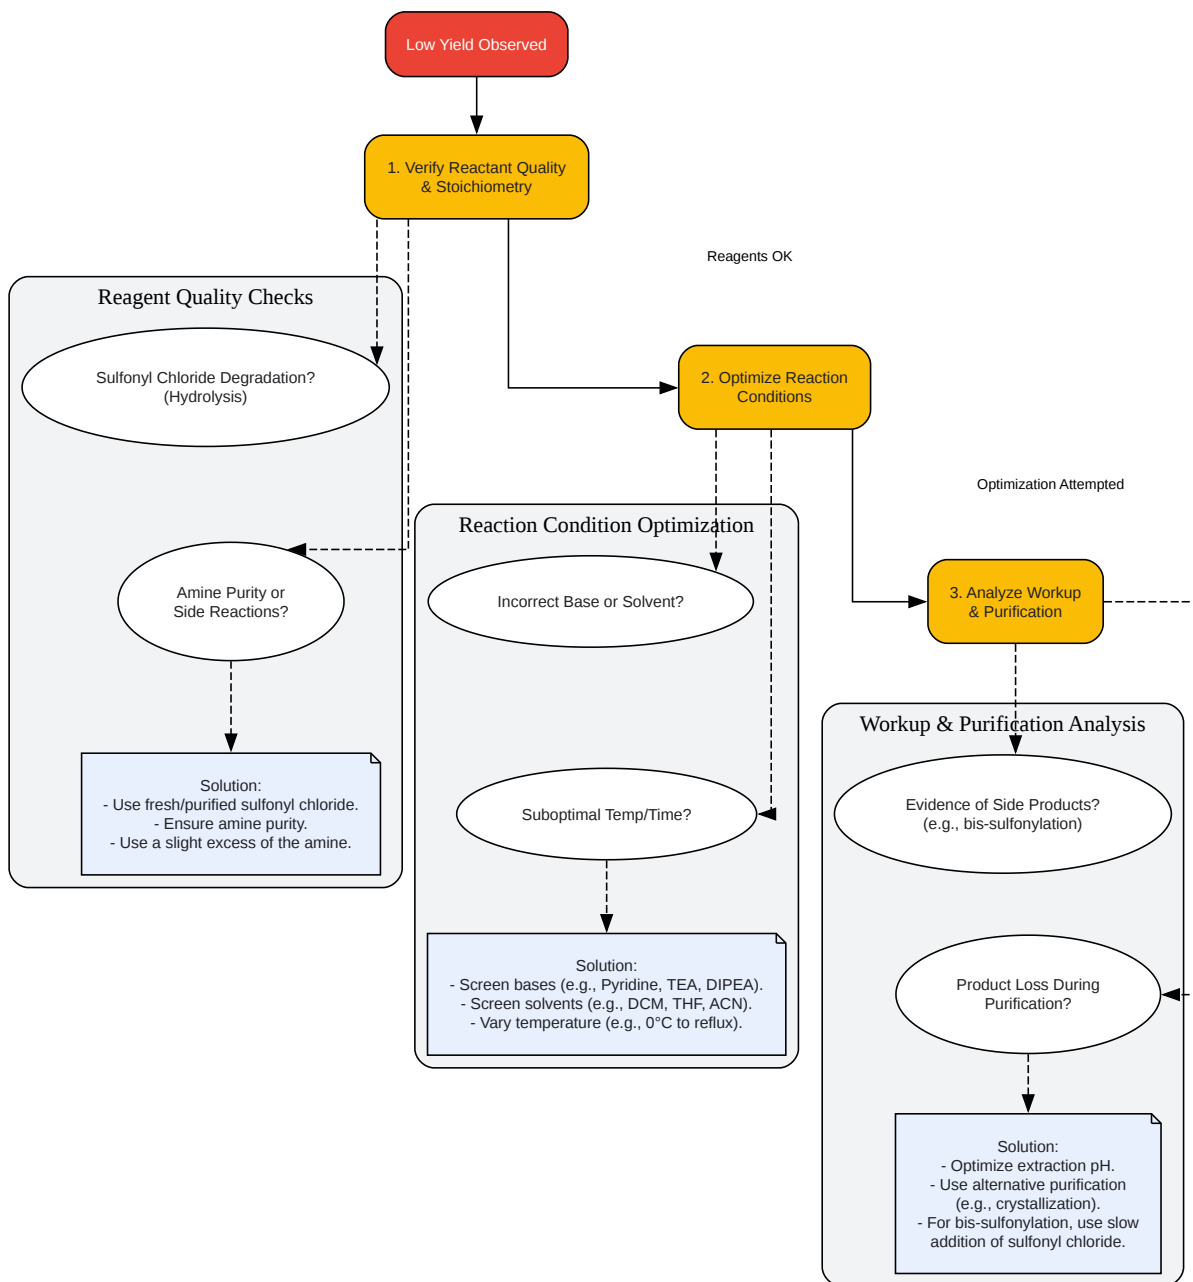 Low Yield Observed
1. Verify Reactant Quality
& Stoichiometry
Reagents OK
Reagent Quality Checks
Sulfonyl Chloride Degradation?
(Hydrolysis)
Amine Purity or
Side Reactions?
Solution:
- Use fresh/purified sulfonyl chloride.
- Ensure amine purity.
- Use a slight excess of the amine.
2. Optimize Reaction
Conditions
Optimization Attempted
Reaction Condition Optimization
Incorrect Base or Solvent?
Suboptimal Temp/Time?
Solution:
- Screen bases (e.g., Pyridine, TEA, DIPEA).
- Screen solvents (e.g., DCM, THF, ACN).
- Vary temperature (e.g., 0°C to reflux).
3. Analyze Workup
& Purification
Workup & Purification Analysis
Evidence of Side Products?
(e.g., bis-sulfonylation)
Product Loss During
Purification?
Solution:
- Optimize extraction pH.
- Use alternative purification
(e.g., crystallization).
- For bis-sulfonylation, use slow
addition of sulfonyl chloride.